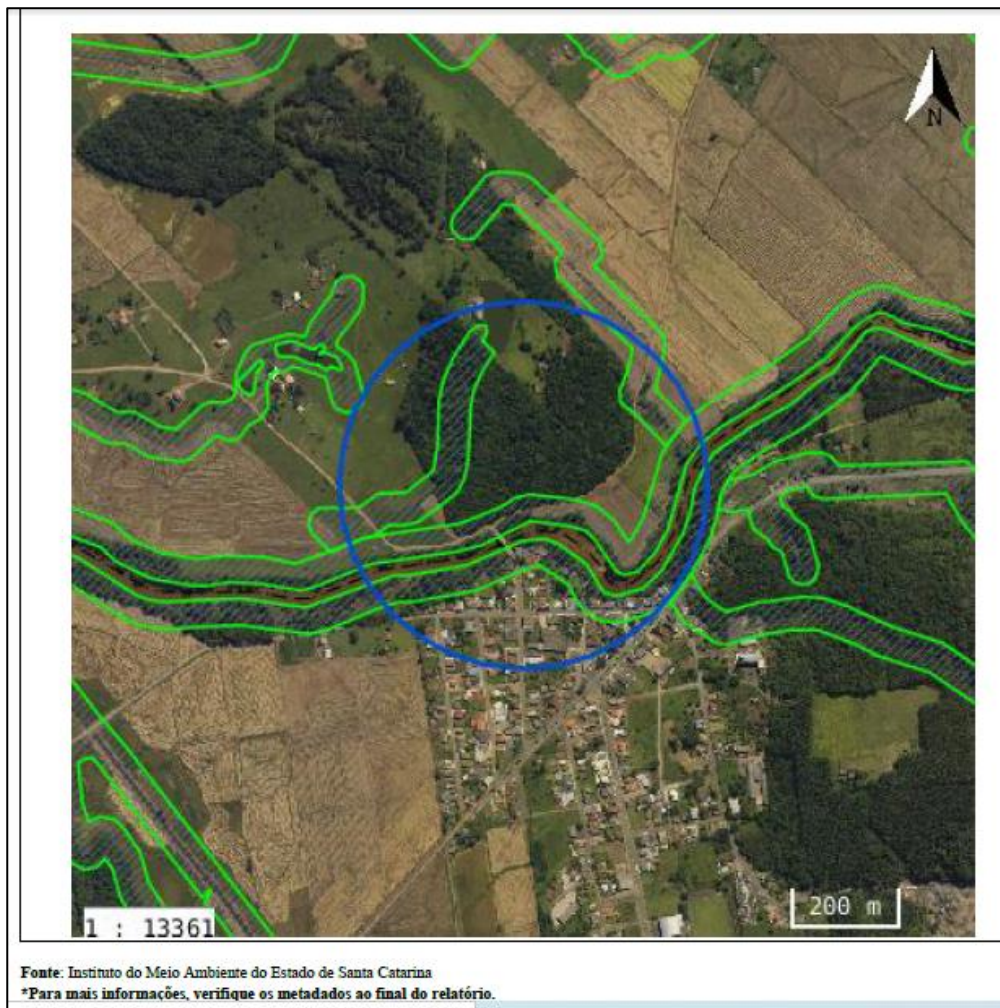 N
200 m
1 : 13361
Fonte: Instituto do Meio Ambiente do Estado de Santa Catarina
*Para mais informações, verifique os metadados ao final do relatório.